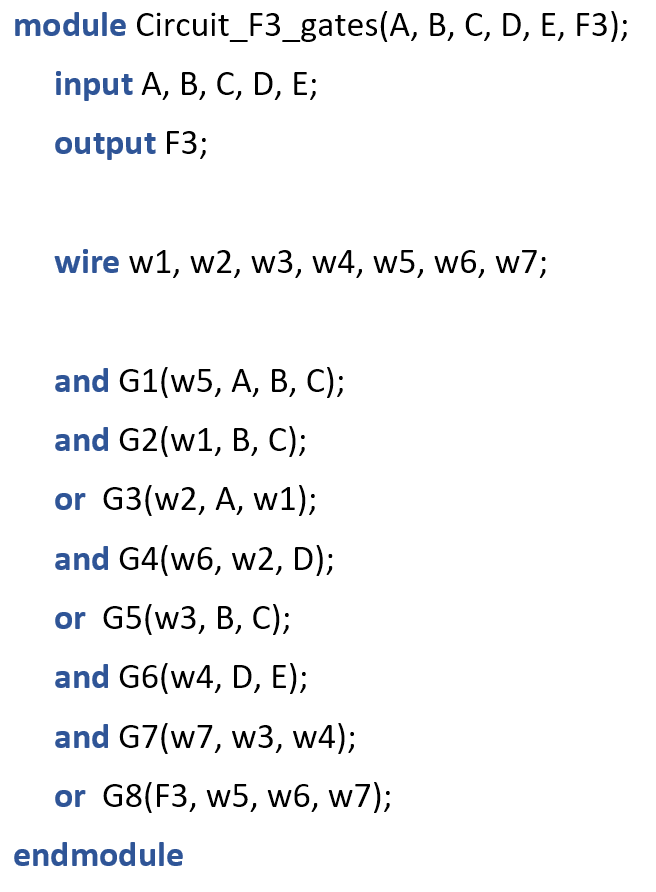 module Circuit_F3_gates(A, B, C, D, E, F3);
input A, B, C, D, E;
output F3;
wire w1, w2, w3, w4, w5, w6, w7;
and G1(w5, A, B, C);
and G2(w1, B, C);
or G3(w2, A, w1);
and G4(w6, w2, D);
or G5(w3, B, C);
and G6(w4, D, E);
and G7(w7, w3, w4);
or G8(F3, w5, w6, w7);
endmodule